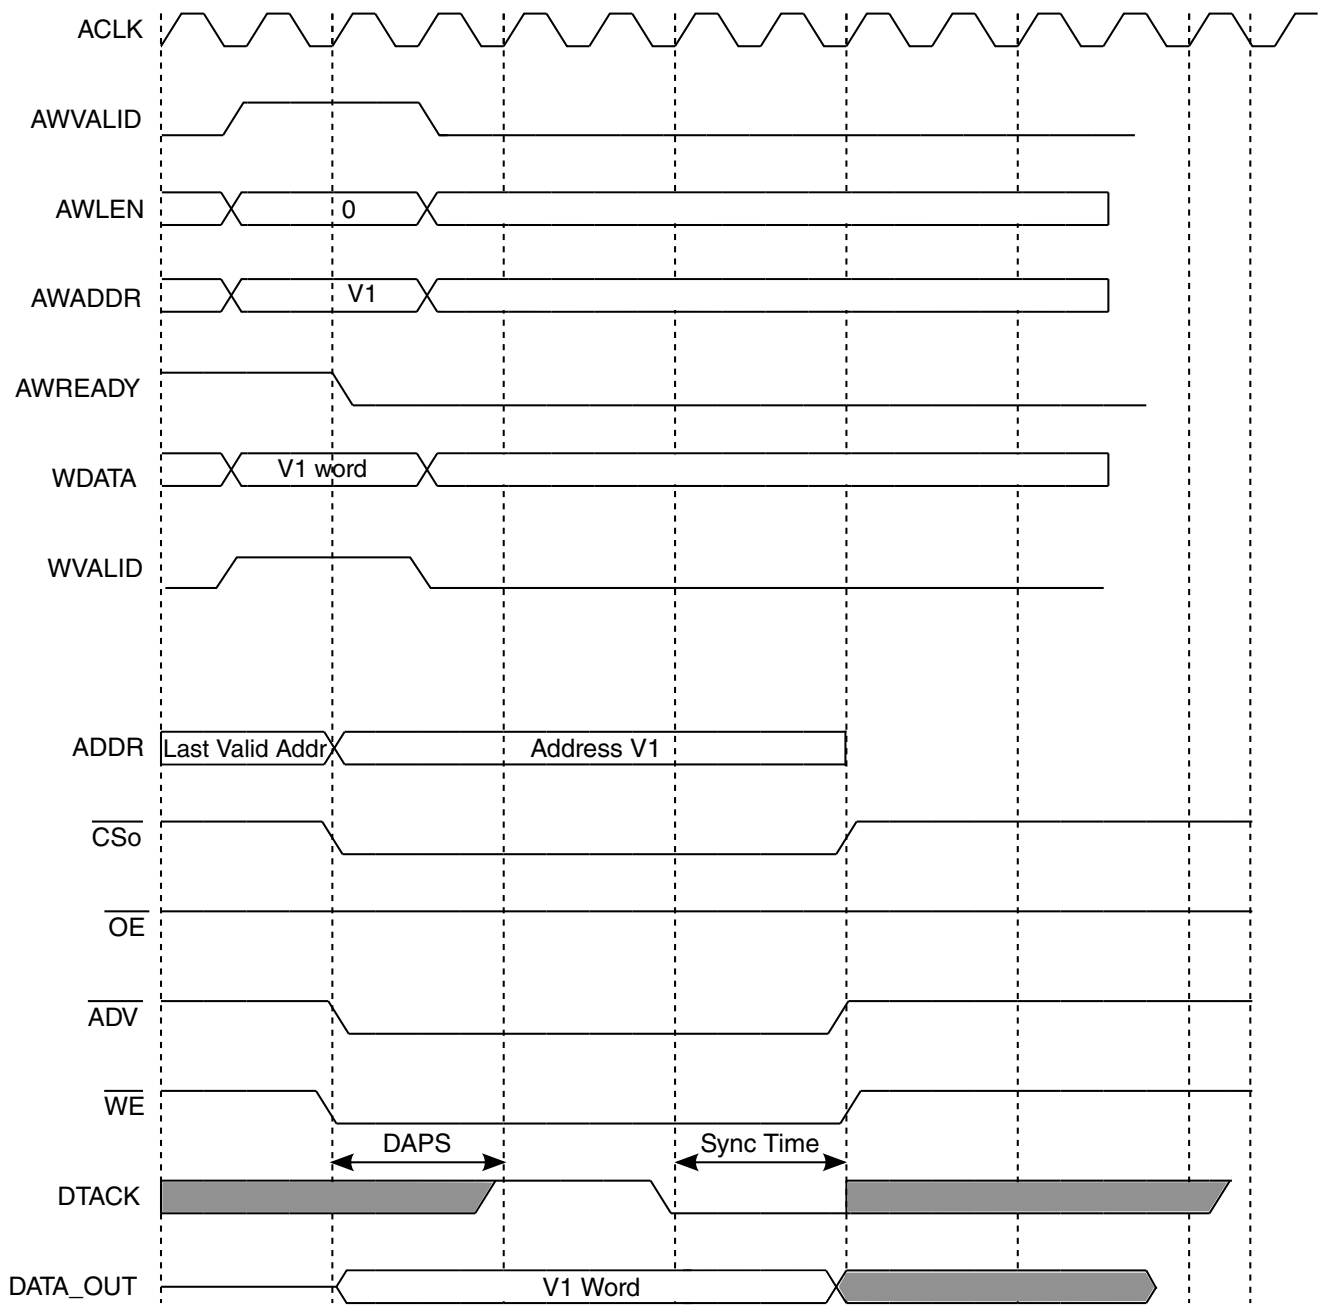 ACLK
AWVALID
AWLEN 0
AWADDR V1
AWREADY
WDATA V1 word
WVALID
ADDR Last Valid Addr Address V1
CSo
OE
ADV
WE
DAPS Sync Time
DTACK
DATA_OUT V1 Word